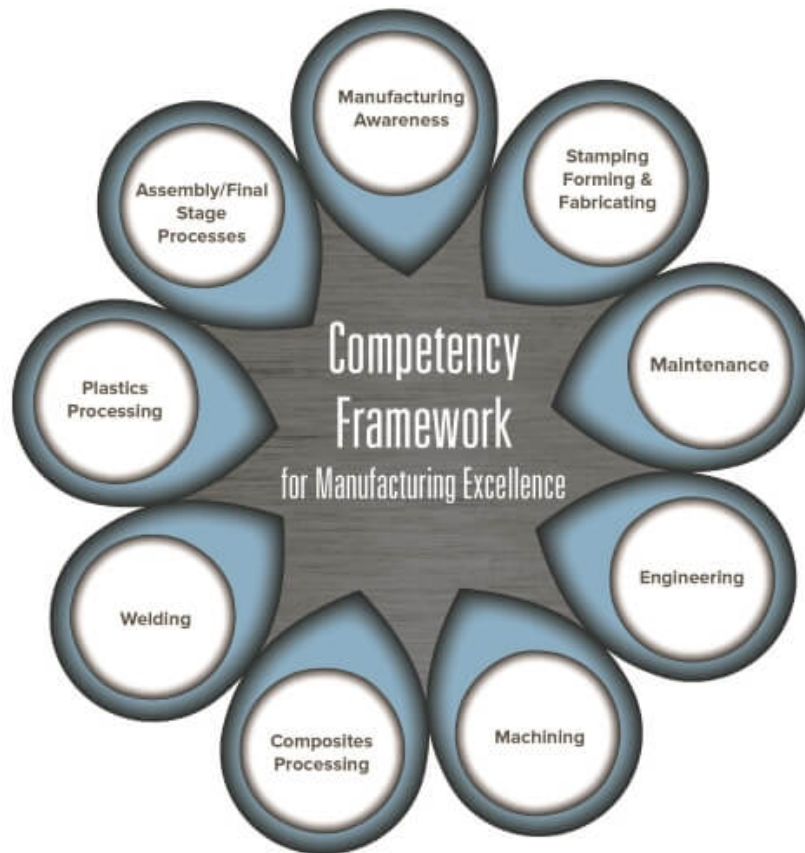 Manufacturing
Awareness
Stamping
Forming &
Fabricating
Maintenance
Engineering
Machining
Composites
Processing
Welding
Plastics
Processing
Assembly/Final
Stage
Processes
Competency
Framework
for Manufacturing Excellence